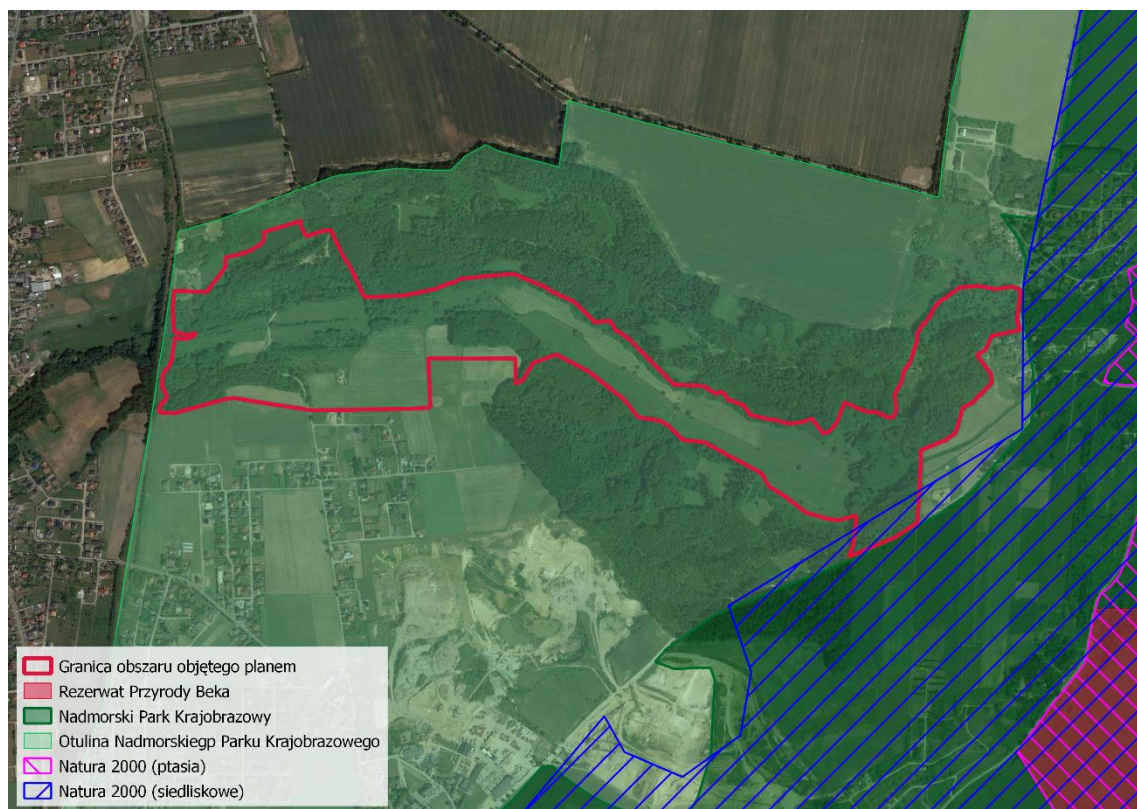 Granica obszaru objętego planem
Rezerwat Przyrody Beka
Nadmorski Park Krajobrazowy
Otulina Nadmorskiegp Parku Krajobrazowego
Natura 2000 (ptasia)
Natura 2000 (siedliskowe)